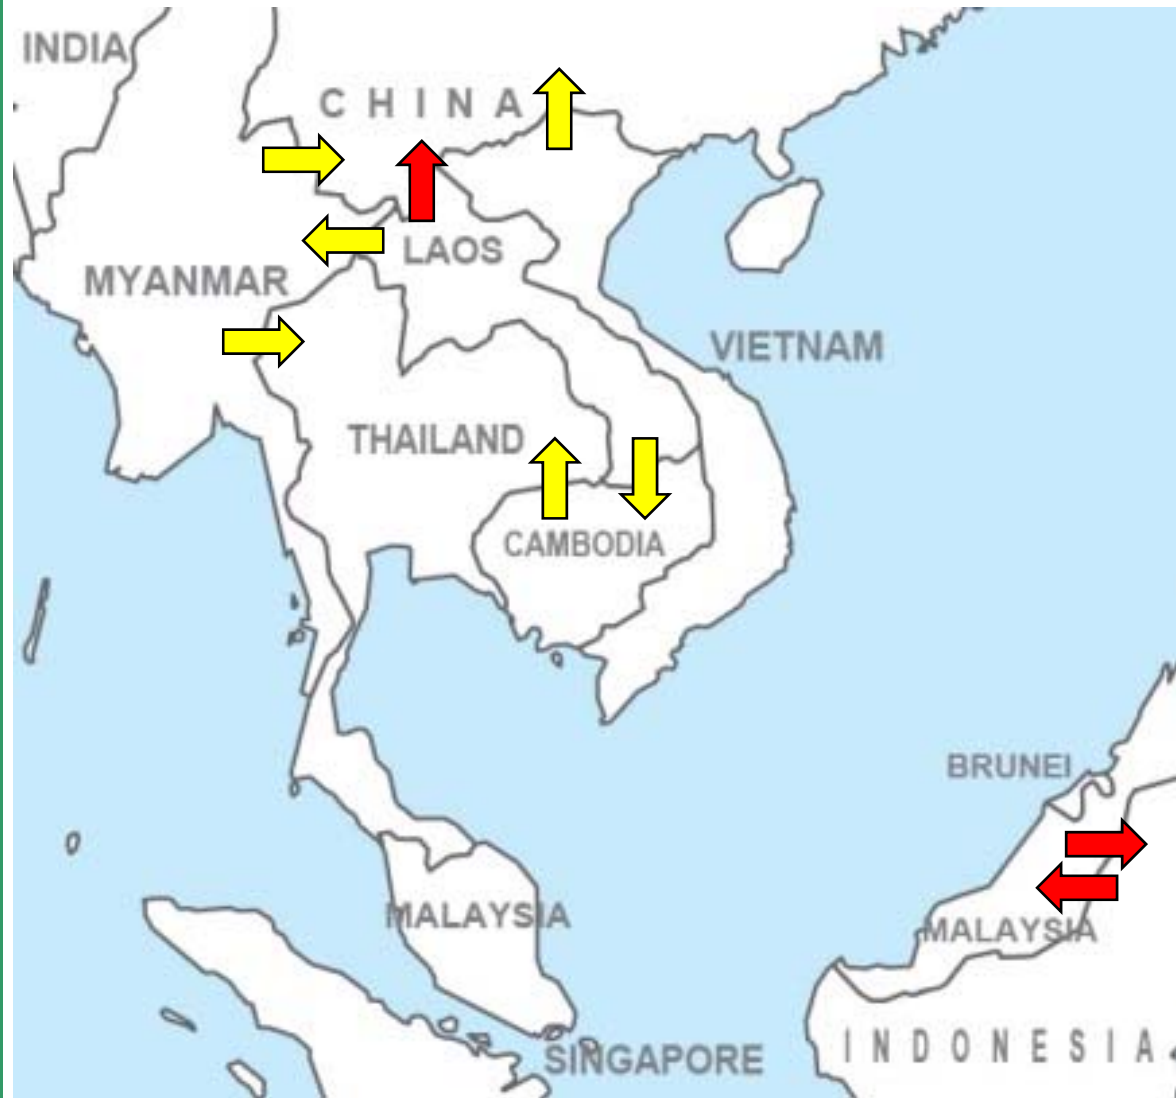 INDIA
CHINA
LAOS
MYANMAR
VIETNAM
THAILAND
CAMBODIA
BRUNEI
MALAYSIA
MALAYSIA
INDONESIA
SINGAPORE